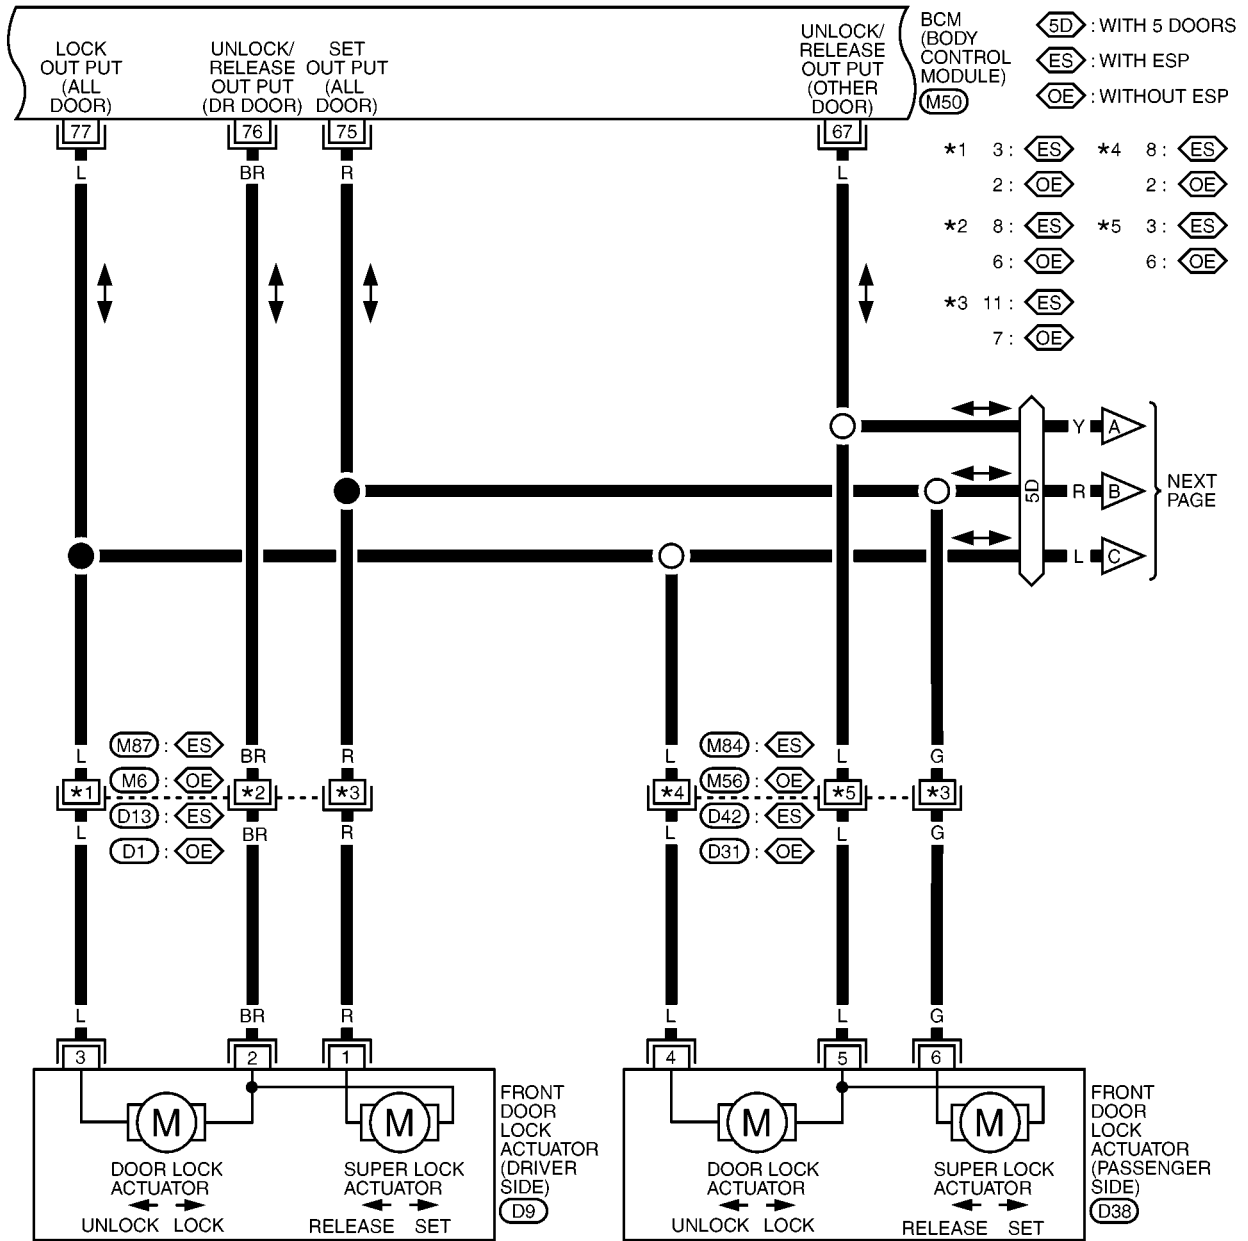 LOCK
OUT PUT
(ALL
DOOR)
UNLOCK/
RELEASE
OUT PUT
(DR DOOR)
SET
OUT PUT
(ALL
DOOR)
UNLOCK/
RELEASE
OUT PUT
(OTHER
DOOR)
BCM
(BODY
CONTROL
MODULE)
M50
5D : WITH 5 DOORS
ES : WITH ESP
OE : WITHOUT ESP
77
76
75
67
L
BR
R
L
*1 3 : ES
2 : OE
*2 8 : ES
6 : OE
*3 11 : ES
7 : OE
*4 8 : ES
2 : OE
*5 3 : ES
6 : OE
5D
Y A
R B
L C
NEXT
PAGE
L
BR
R
L
L
G
M87 : ES
M6 : OE
D13 : ES
D1 : OE
M84 : ES
M56 : OE
D42 : ES
D31 : OE
*1
*2
*3
*4
*5
*3
L
BR
R
L
L
G
L
BR
R
L
L
G
3
2
1
4
5
6
M
M
M
M
DOOR LOCK
ACTUATOR
UNLOCK LOCK
SUPER LOCK
ACTUATOR
RELEASE SET
FRONT
DOOR
LOCK
ACTUATOR
(DRIVER
SIDE)
D9
DOOR LOCK
ACTUATOR
UNLOCK LOCK
SUPER LOCK
ACTUATOR
RELEASE SET
FRONT
DOOR
LOCK
ACTUATOR
(PASSENGER
SIDE)
D38